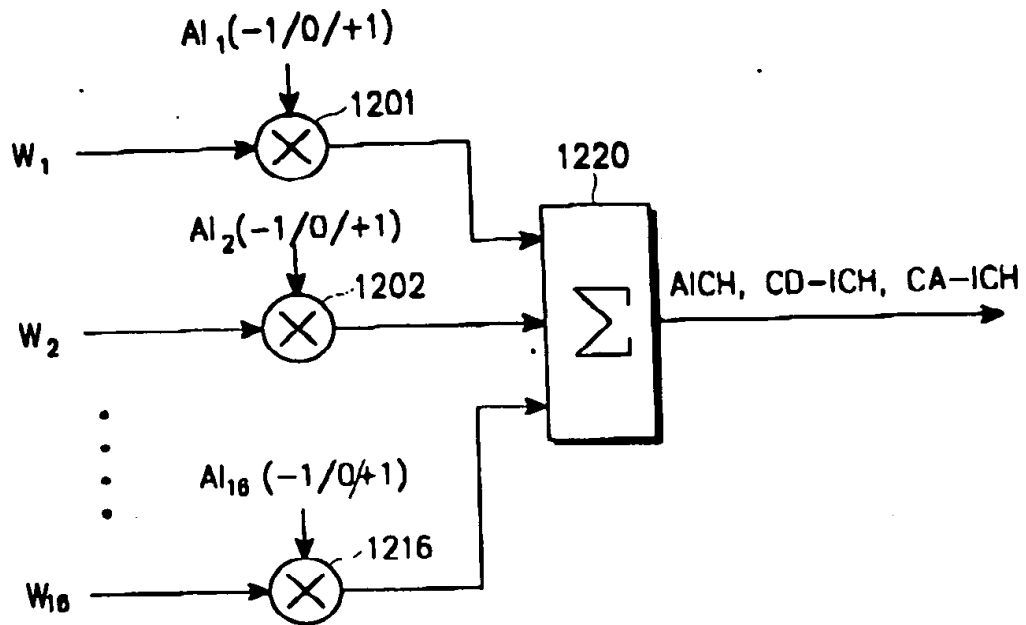 AI₁(-1/0/+1)
1201
W₁
1220
AI₂(-1/0/+1)
1202
AICH, CD-ICH, CA-ICH
W₂
Σ
AI₁₆ (-1/0/+1)
1216
W₁₆